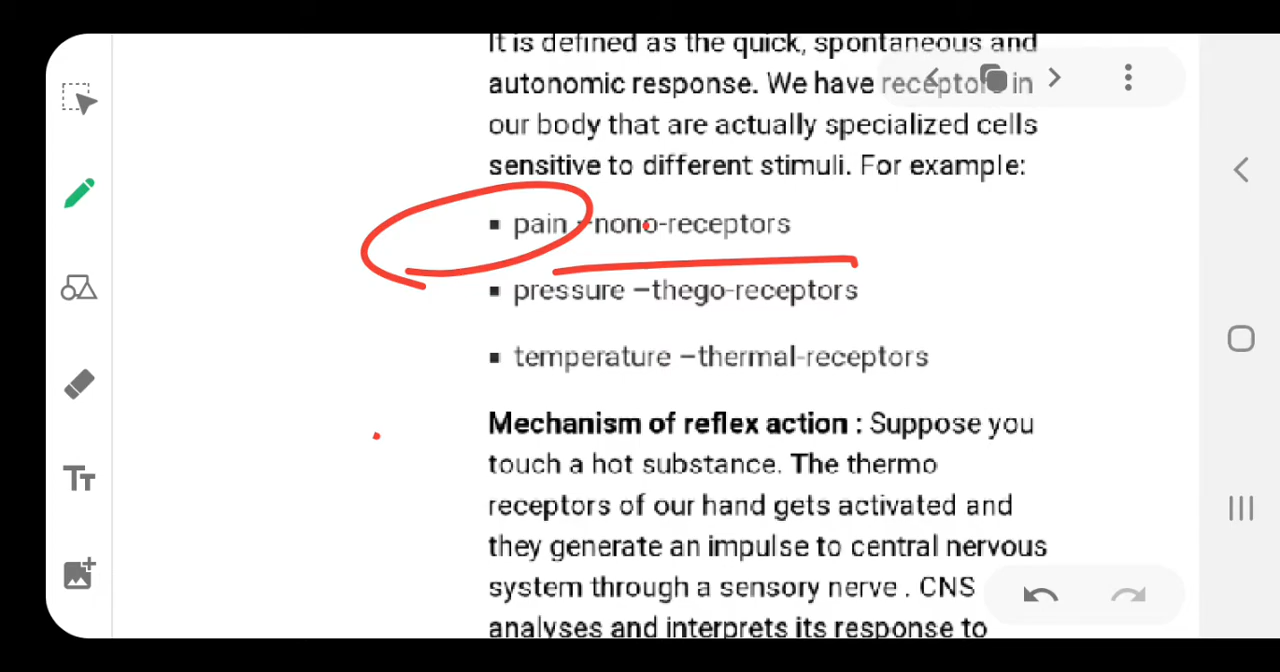 It is defined as the quick, spontaneous and
autonomic response. We have receptors in
our body that are actually specialized cells
sensitive to different stimuli. For example:
▪ pain –nono-receptors
▪ pressure –thego-receptors
▪ temperature –thermal-receptors
Mechanism of reflex action : Suppose you
touch a hot substance. The thermo
receptors of our hand gets activated and
they generate an impulse to central nervous
system through a sensory nerve . CNS
analyses and interprets its response to
Tт